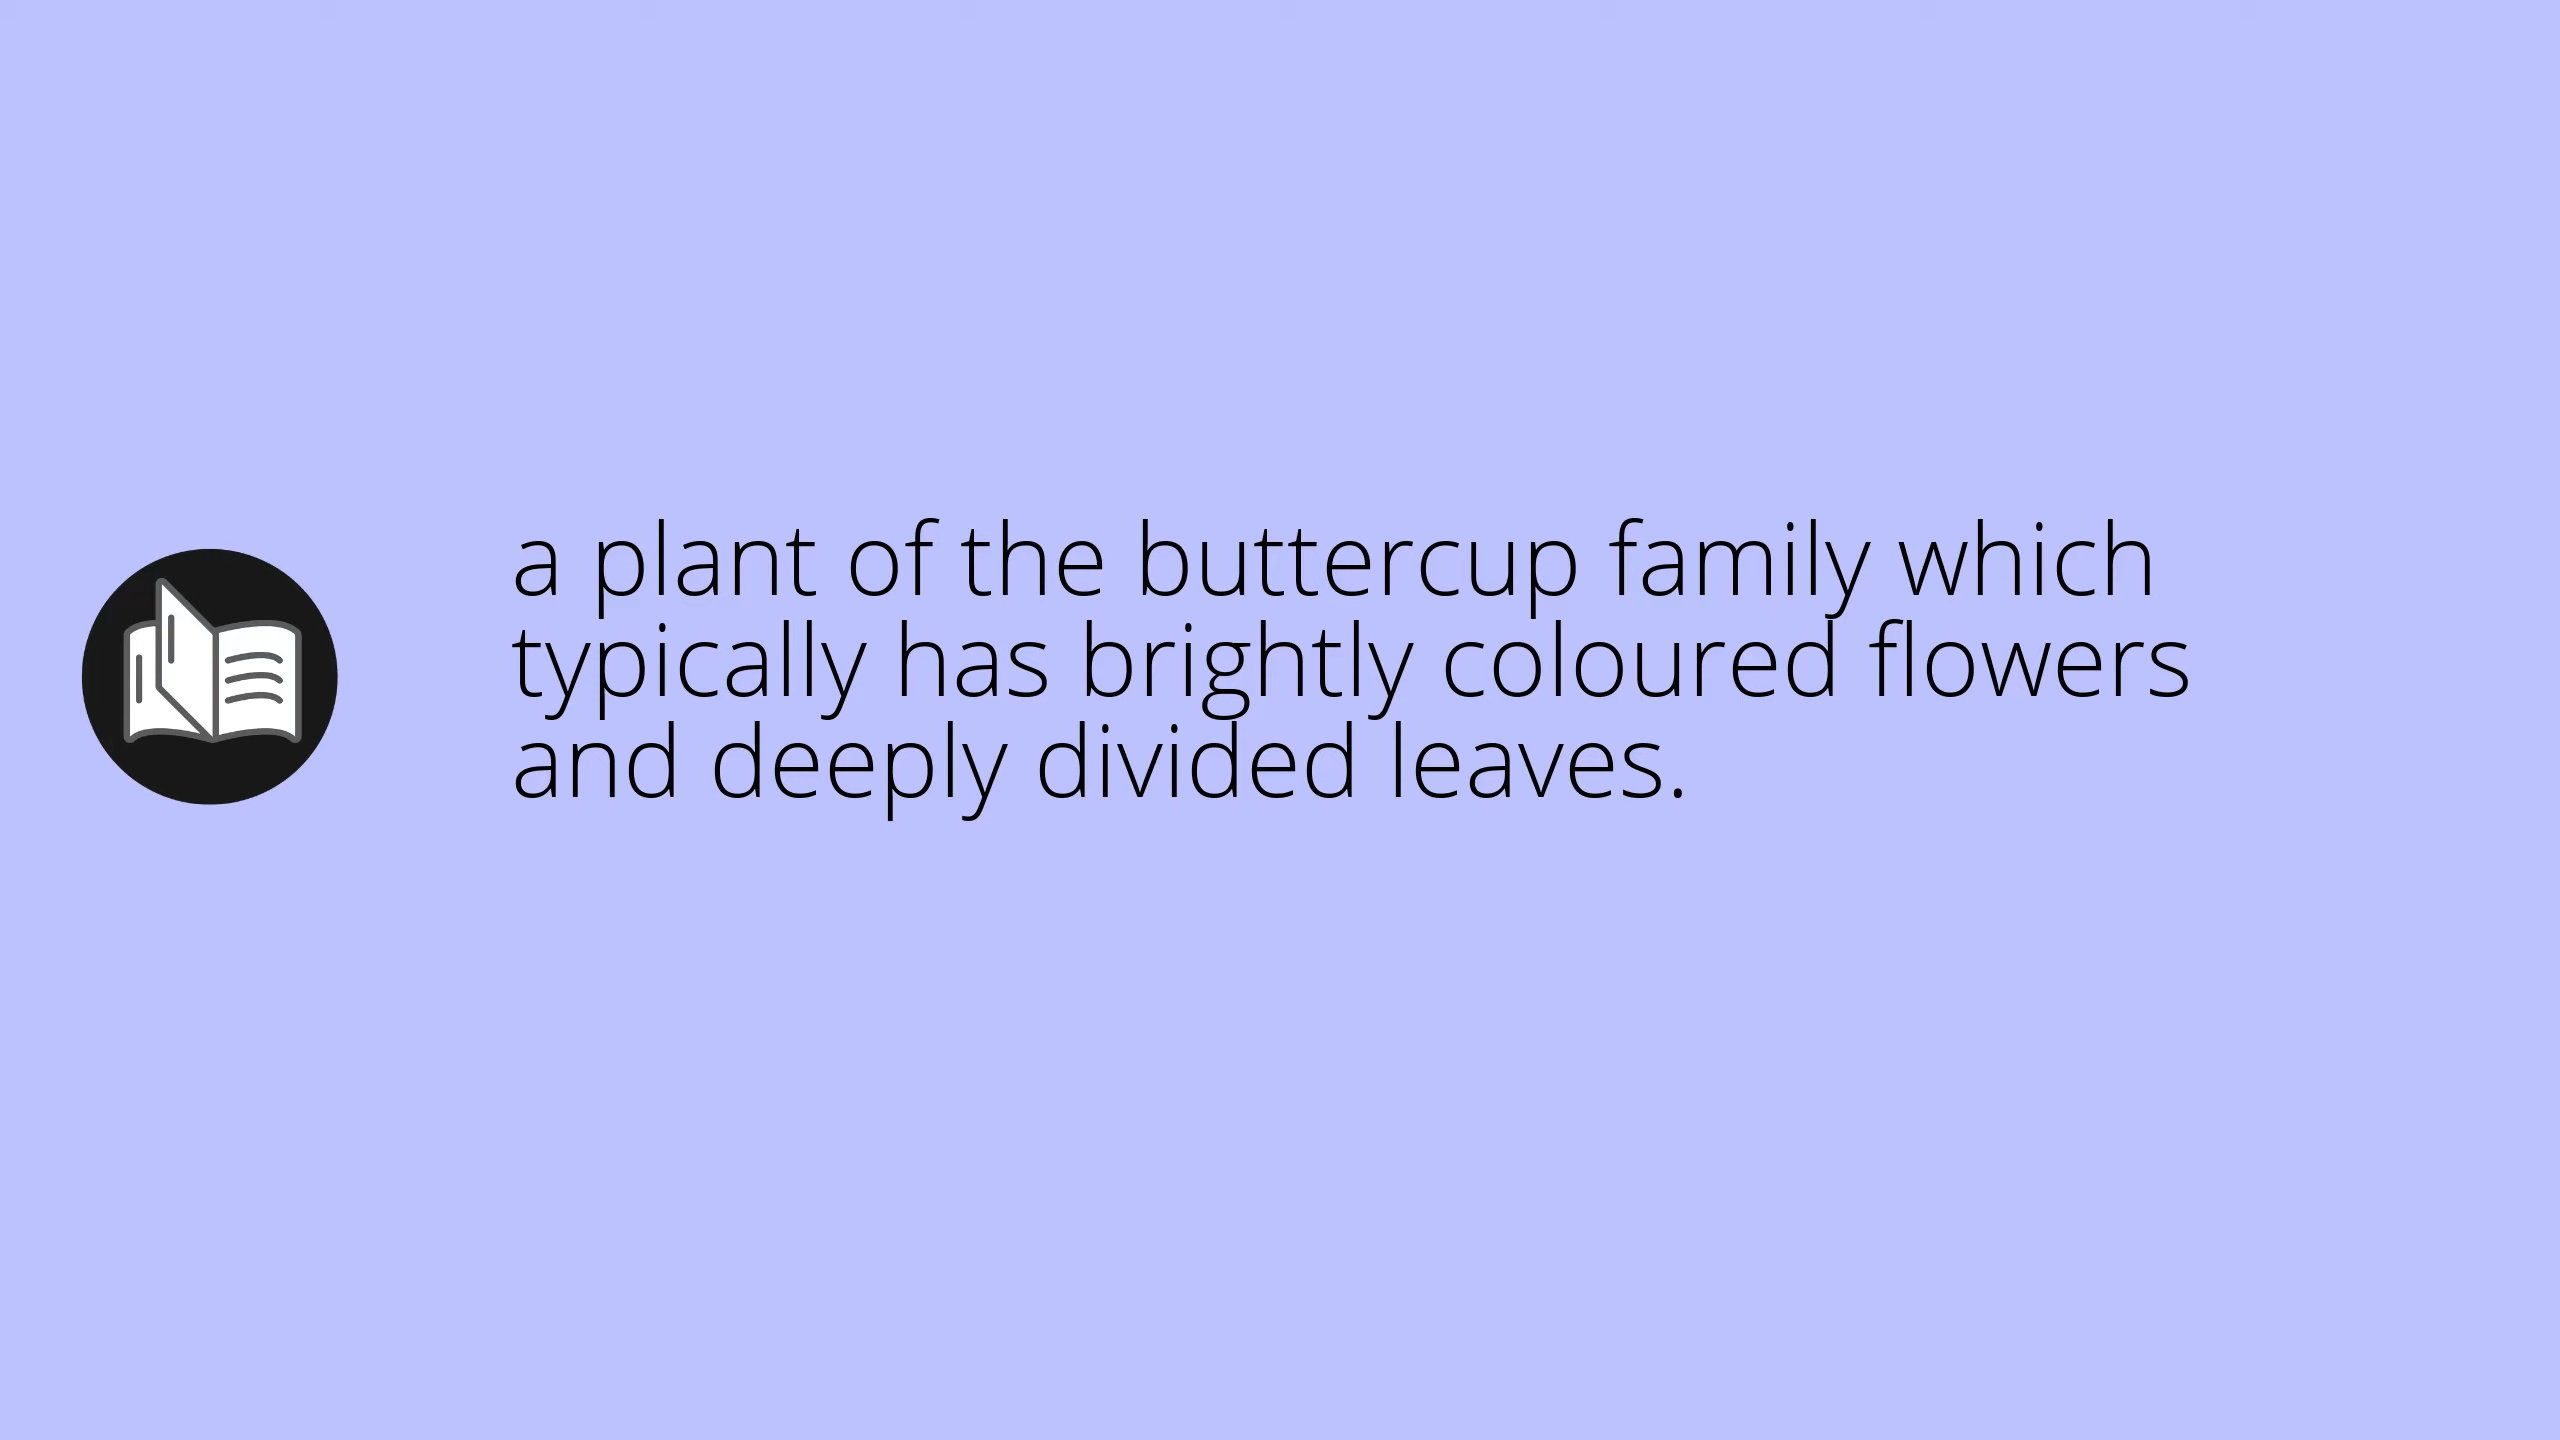 a plant of the buttercup family which
typically has brightly coloured flowers
and deeply divided leaves.